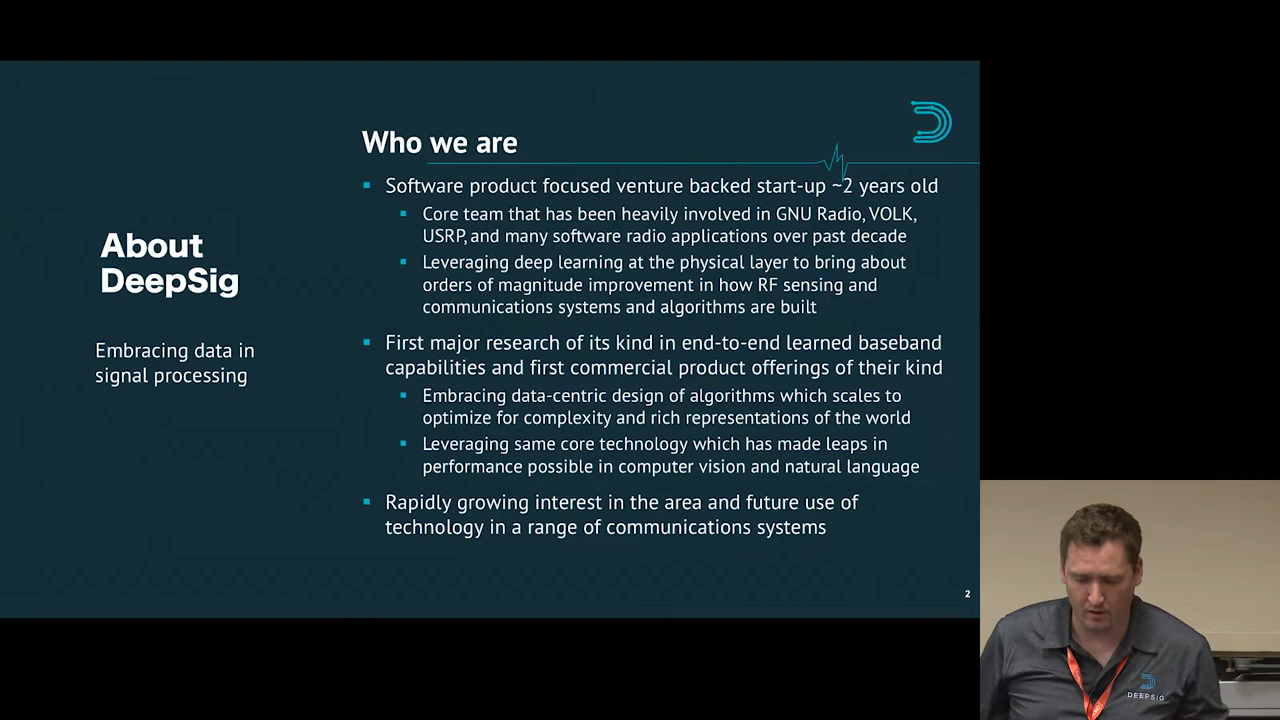 Who we are
Software product focused venture backed start-up ~2 years old
Core team that has been heavily involved in GNU Radio, VOLK,
USRP, and many software radio applications over past decade
Leveraging deep learning at the physical layer to bring about
orders of magnitude improvement in how RF sensing and
communications systems and algorithms are built
First major research of its kind in end-to-end learned baseband
capabilities and first commercial product offerings of their kind
Embracing data-centric design of algorithms which scales to
optimize for complexity and rich representations of the world
Leveraging same core technology which has made leaps in
performance possible in computer vision and natural language
Rapidly growing interest in the area and future use of
technology in a range of communications systems
About
DeepSig
Embracing data in
signal processing
2
DEEPSIG